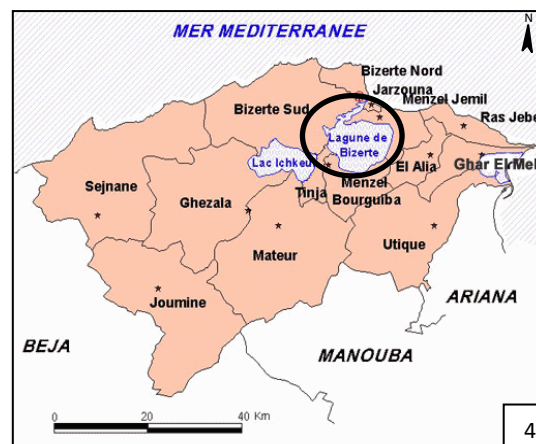 MER MEDITERRANEE
N
Bizerte Nord
Jarzouna
Menzel Jemil
Bizerte Sud
Ras Jebe
Lagune de
Bizerte
Lac Ichkeul
El Alia
Ghar El Mel
Sejnane
Ghezala
Tinja
Menzel
Bourguiba
Utique
Mateur
Joumine
ARIANA
BEJA
MANOUBA
0 20 40 Km
4